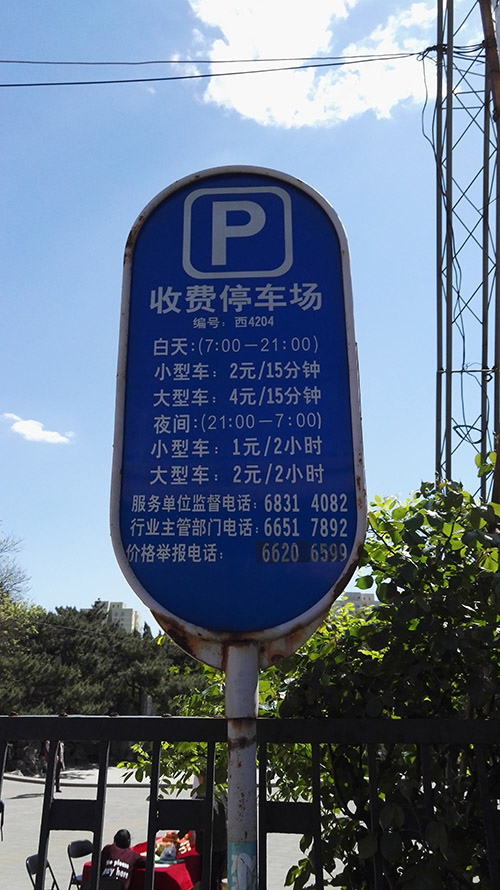 P
收费停车场
编号：西4204
白天:(7:00－21:00)
小型车：2元/15分钟
大型车：4元/15分钟
夜间:(21:00－7:00)
小型车：1元/2小时
大型车：2元/2小时
服务单位监督电话：6831 4082
行业主管部门电话：6651 7892
价格举报电话： 6620 6599